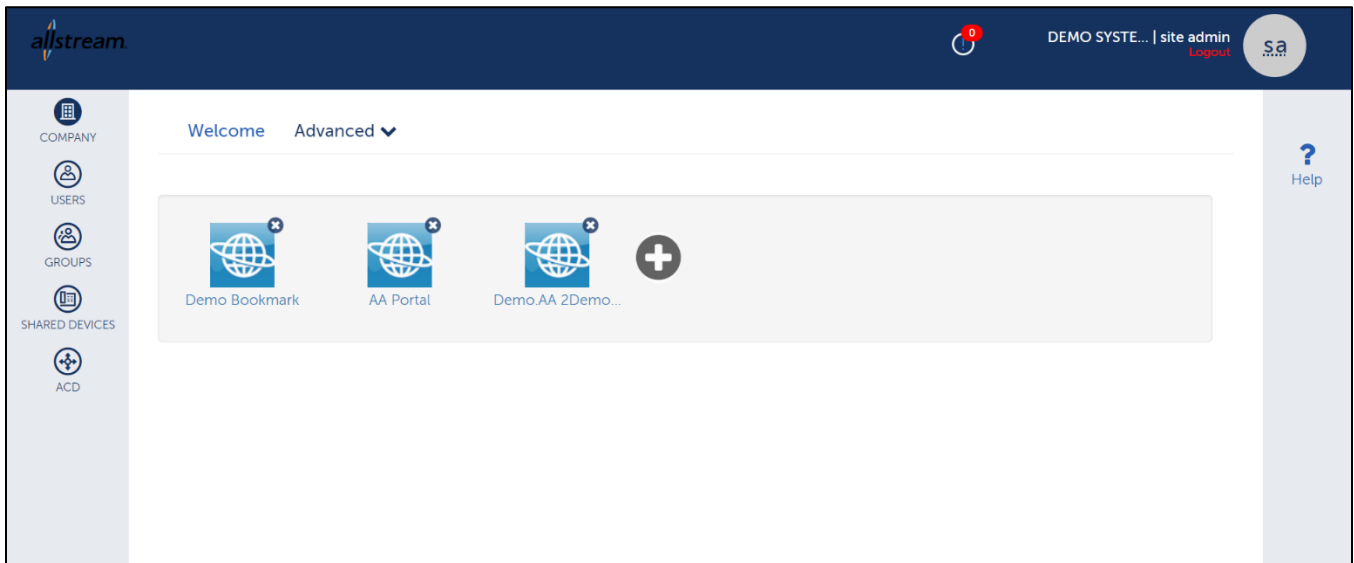 allstream.
0
DEMO SYSTE... | site admin
Logout
sa
COMPANY
USERS
GROUPS
SHARED DEVICES
ACD
Welcome Advanced
Demo Bookmark
AA Portal
Demo.AA 2Demo...
?
Help